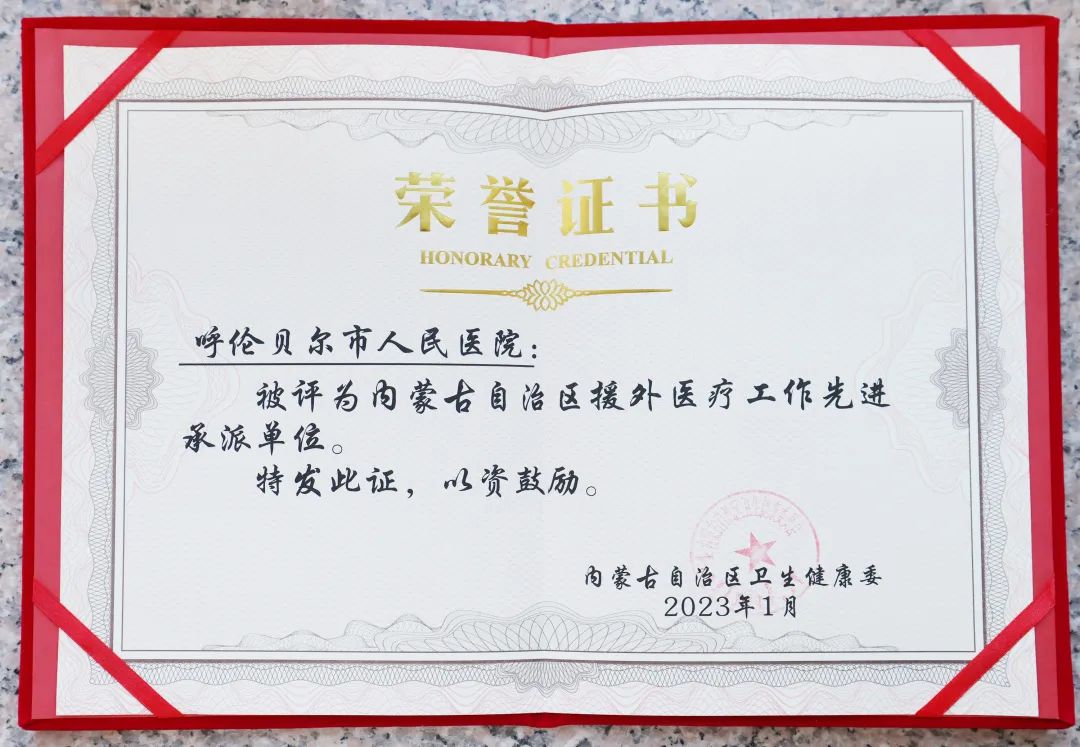 荣誉证书
HONORARY CREDENTIAL
呼伦贝尔市人民医院：
被评为内蒙古自治区援外医疗工作先进
承派单位。
特发此证，以资鼓励。
内蒙古自治区卫生健康委
2023年1月